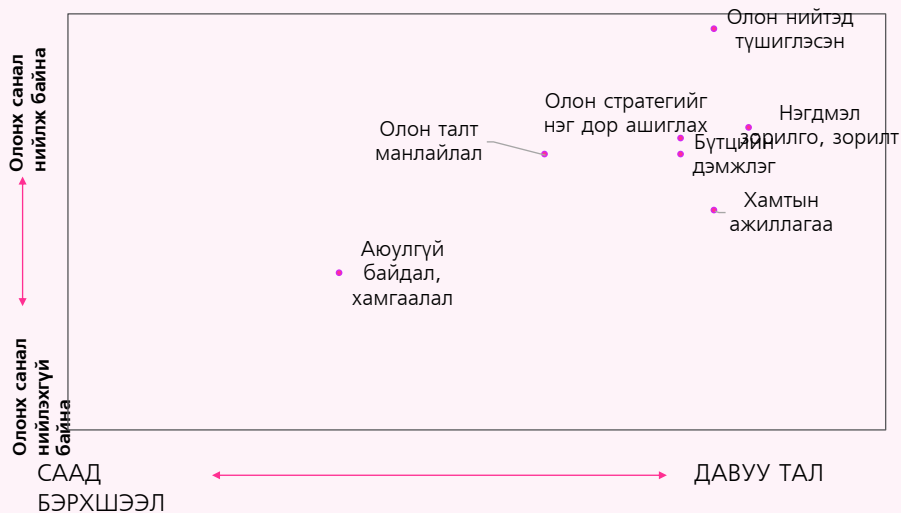 Олон нийтэд
түшиглэсэн
Олон стратегийг
нэг дор ашиглах
Нэгдмэл
зорилго, зорилт
Олон талт
манлайлал
Бүтцийн
дэмжлэг
Хамтын
ажиллагаа
Аюулгүй
байдал,
хамгаалал
Олонх санал
нийлж байна
Олонх санал
нийлэхгүй
байна
СААД
БЭРХШЭЭЛ
ДАВУУ ТАЛ